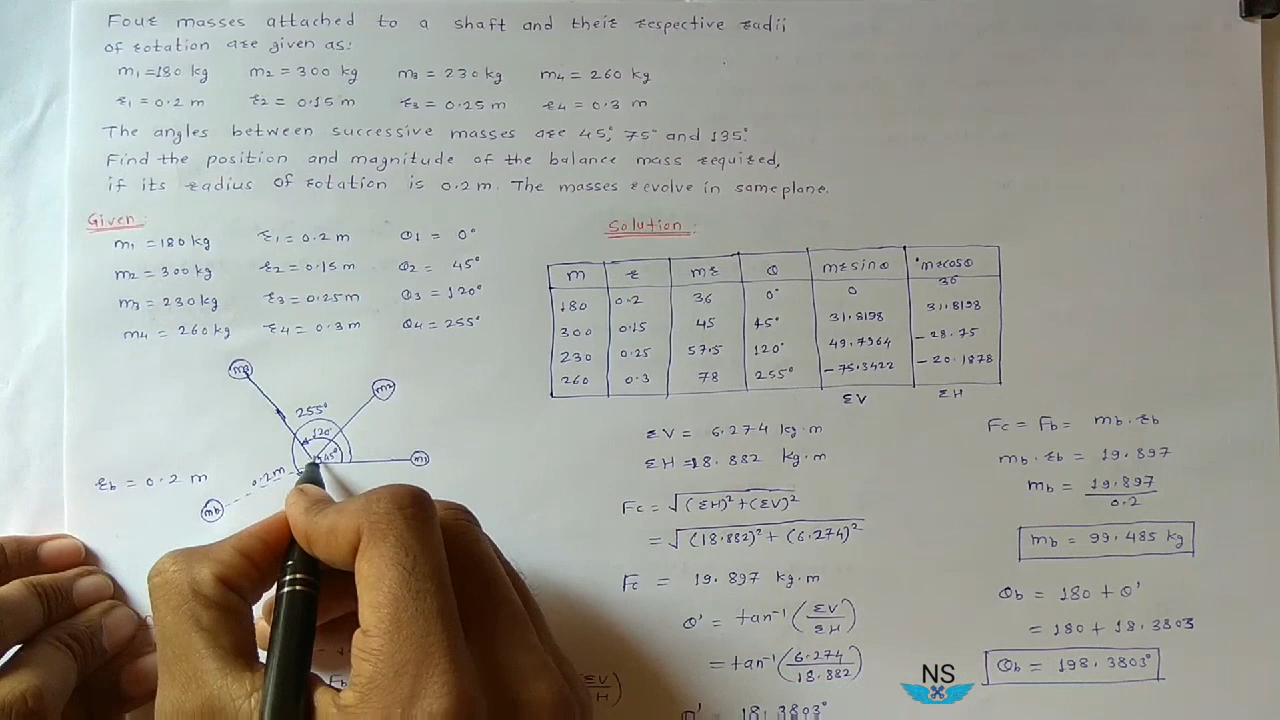 Four masses attached to a shaft and their respective radii
of rotation are given as:
m1 = 180 kg m2 = 300 kg m3 = 230 kg m4 = 260 kg
r1 = 0.2 m r2 = 0.15 m r3 = 0.25 m r4 = 0.3 m
The angles between successive masses are 45°, 75° and 135°.
Find the position and magnitude of the balance mass required,
if its radius of rotation is 0.2 m. The masses revolve in same plane.
Given:
m1 = 180 kg r1 = 0.2 m θ1 = 0°
m2 = 300 kg r2 = 0.15 m θ2 = 45°
m3 = 230 kg r3 = 0.25 m θ3 = 120°
m4 = 260 kg r4 = 0.3 m θ4 = 255°
m3
m2
255°
120°
45°
m1
rb = 0.2 m
0.2 m
mb
Solution:
m r mr θ mr sinθ mr cosθ
180 0.2 36 0° 0 36
300 0.15 45 45° 31.8198 31.8198
230 0.25 57.5 120° 49.7964 -28.75
260 0.3 78 255° -75.3422 -20.1878
ΣV ΣH
ΣV = 6.274 kg.m
ΣH = 18.882 kg.m
Fc = √(ΣH)² + (ΣV)²
= √(18.882)² + (6.274)²
Fc = 19.897 kg.m
θ' = tan⁻¹(ΣV/ΣH)
= tan⁻¹(6.274/18.882)
θ' 18.3803°
Fc = Fb = mb.rb
mb.rb = 19.897
mb = 19.897/0.2
mb = 99.485 kg
θb = 180 + θ'
= 180 + 18.3803
θb = 198.3803°
NS